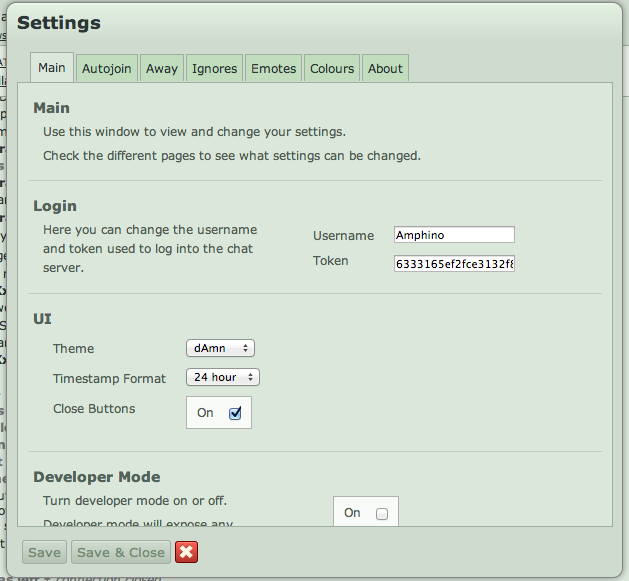 Settings
Main Autojoin Away Ignores Emotes Colours About
Main
Use this window to view and change your settings.
Check the different pages to see what settings can be changed.
Login
Here you can change the username
and token used to log into the chat
server.
Username Amphino
Token 6333165ef2fce3132f8
UI
Theme dAmn
Timestamp Format 24 hour
Close Buttons On
Developer Mode
Turn developer mode on or off.
On
Developer mode will expose any
Save Save & Close
connection closed